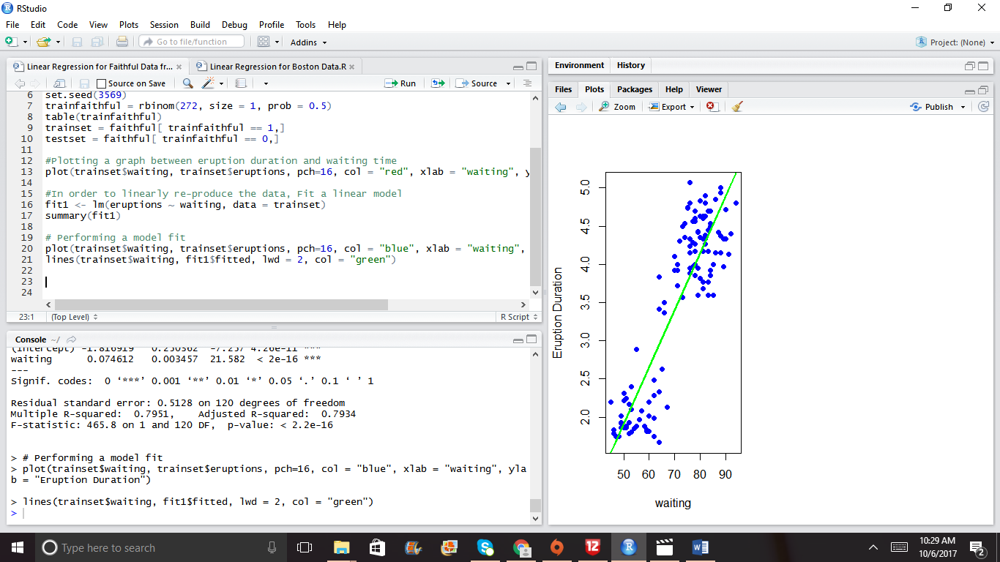 RStudio
File Edit Code View Plots Session Build Debug Profile Tools Help
Go to file/function Addins Project: (None)
Linear Regression for Faithful Data fr... Linear Regression for Boston Data.R
Source on Save Run Source
6 set.seed(3569)
7 trainfaithful = rbinom(272, size = 1, prob = 0.5)
8 table(trainfaithful)
9 trainset = faithful[ trainfaithful == 1,]
10 testset = faithful[ trainfaithful == 0,]
11
12 #Plotting a graph between eruption duration and waiting time
13 plot(trainset$waiting, trainset$eruptions, pch=16, col = "red", xlab = "waiting", y
14
15 #In order to linearly re-produce the data, Fit a linear model
16 fit1 <- lm(eruptions ~ waiting, data = trainset)
17 summary(fit1)
18
19 # Performing a model fit
20 plot(trainset$waiting, trainset$eruptions, pch=16, col = "blue", xlab = "waiting",
21 lines(trainset$waiting, fit1$fitted, lwd = 2, col = "green")
22
23
24
23:1 (Top Level) R Script
Console ~/
(Intercept) -1.816919 0.250362 -7.257 4.26e-11 ***
waiting 0.074612 0.003457 21.582 < 2e-16 ***
---
Signif. codes: 0 ‘***’ 0.001 ‘**’ 0.01 ‘*’ 0.05 ‘.’ 0.1 ‘ ’ 1
Residual standard error: 0.5128 on 120 degrees of freedom
Multiple R-squared: 0.7951, Adjusted R-squared: 0.7934
F-statistic: 465.8 on 1 and 120 DF, p-value: < 2.2e-16
> # Performing a model fit
> plot(trainset$waiting, trainset$eruptions, pch=16, col = "blue", xlab = "waiting", yla
b = "Eruption Duration")
> lines(trainset$waiting, fit1$fitted, lwd = 2, col = "green")
>
Environment History
Files Plots Packages Help Viewer
Zoom Export Publish
Eruption Duration
5.0
4.5
4.0
3.5
3.0
2.5
2.0
50 60 70 80 90
waiting
Type here to search
12
R
10:29 AM
10/6/2017
2